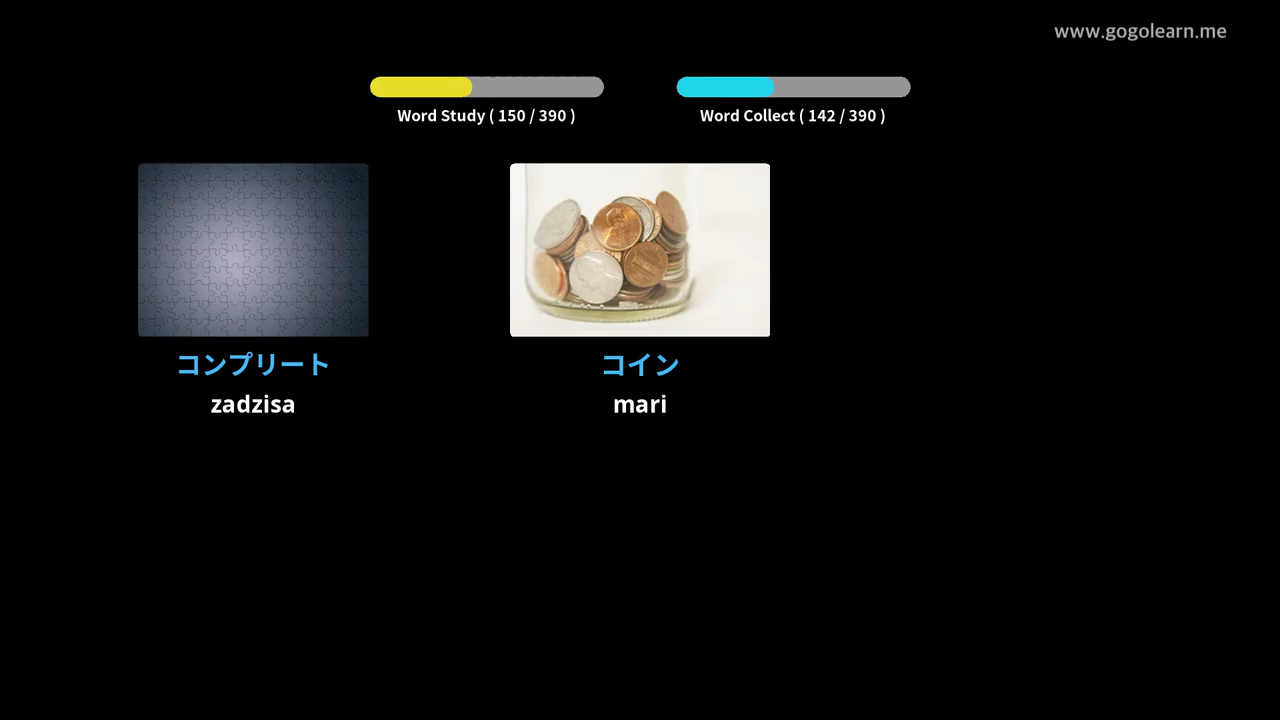 www.gogolearn.me
Word Study ( 150 / 390 )
Word Collect ( 142 / 390 )
コンプリート
zadzisa
コイン
mari